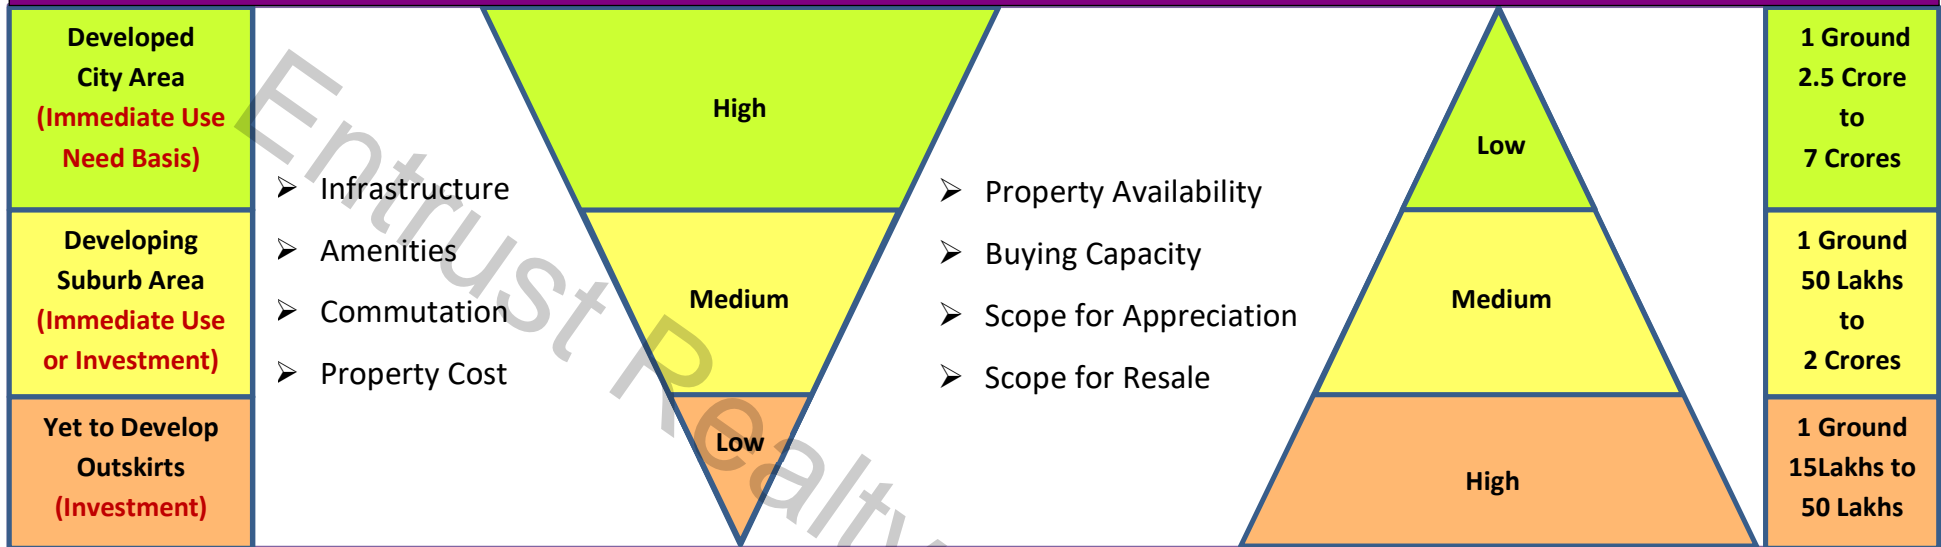 Developed
City Area
(Immediate Use
Need Basis)
Developing
Suburb Area
(Immediate Use
or Investment)
Yet to Develop
Outskirts
(Investment)
➢ Infrastructure
➢ Amenities
➢ Commutation
➢ Property Cost
High
Medium
Low
➢ Property Availability
➢ Buying Capacity
➢ Scope for Appreciation
➢ Scope for Resale
Low
Medium
High
1 Ground
2.5 Crore
to
7 Crores
1 Ground
50 Lakhs
to
2 Crores
1 Ground
15Lakhs to
50 Lakhs
Entrust Realty